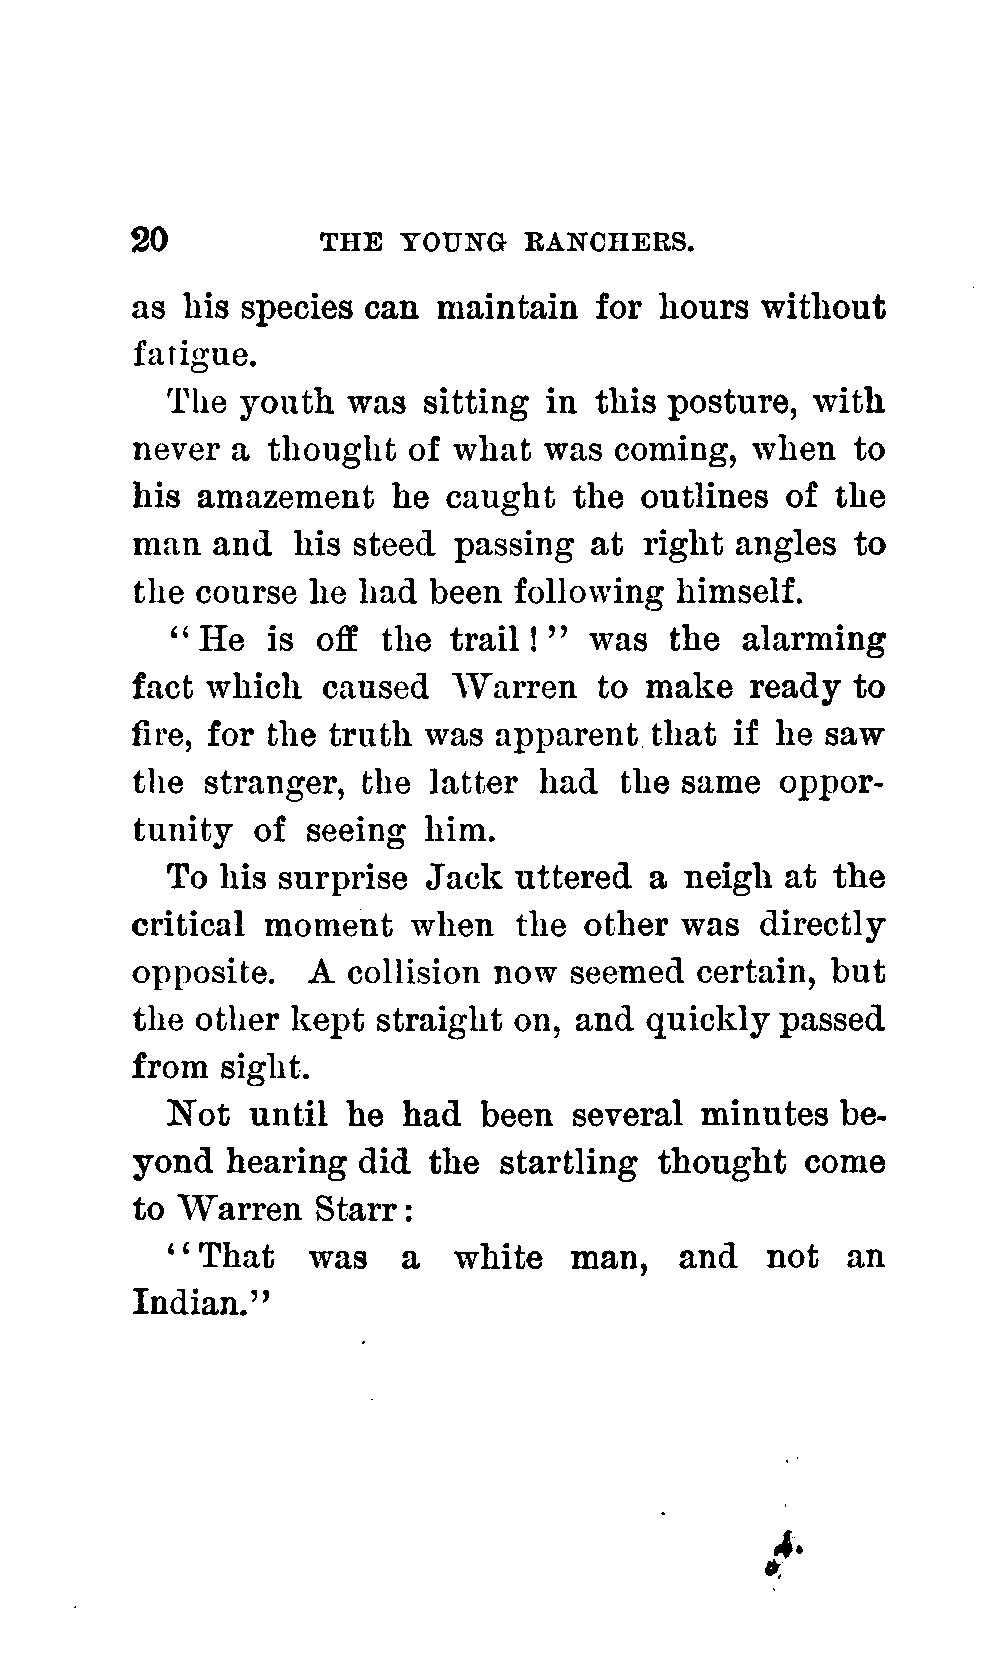 20 THE YOUNG RANCHERS.
as his species can maintain for hours without
fatigue.
The youth was sitting in this posture, with
never a thought of what was coming, when to
his amazement he caught the outlines of the
man and his steed passing at right angles to
the course he had been following himself.
“He is off the trail!” was the alarming
fact which caused Warren to make ready to
fire, for the truth was apparent that if he saw
the stranger, the latter had the same oppor-
tunity of seeing him.
To his surprise Jack uttered a neigh at the
critical moment when the other was directly
opposite. A collision now seemed certain, but
the other kept straight on, and quickly passed
from sight.
Not until he had been several minutes be-
yond hearing did the startling thought come
to Warren Starr:
“That was a white man, and not an
Indian.”